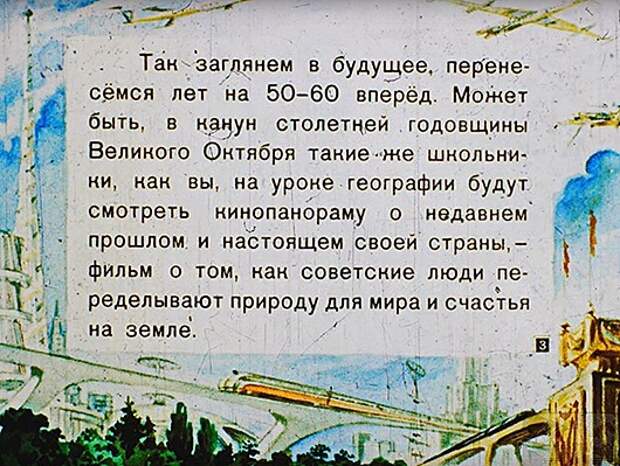 Так заглянем в будущее, перене-
сёмся лет на 50–60 вперёд. Может
быть, в канун столетней годовщины
Великого Октября такие же школьни-
ки, как вы, на уроке географии будут
смотреть кинопанораму о недавнем
прошлом и настоящем своей страны,–
фильм о том, как советские люди пе-
ределывают природу для мира и счастья
на земле.
3